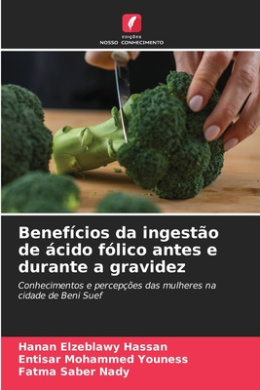 edições
NOSSO CONHECIMENTO
Benefícios da ingestão
de ácido fólico antes e
durante a gravidez
Conhecimentos e percepções das mulheres na
cidade de Beni Suef
Hanan Elzeblawy Hassan
Entisar Mohammed Youness
Fatma Saber Nady